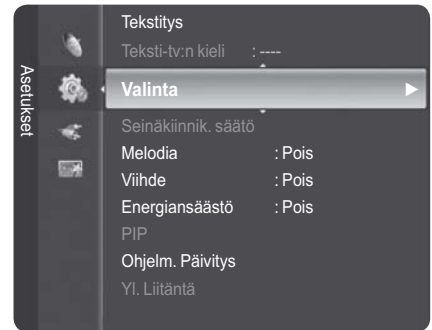 Asetukset
Tekstitys
Teksti-tv:n kieli : ----
Valinta
Seinäkiinnik. säätö
Melodia : Pois
Viihde : Pois
Energiansäästö : Pois
PIP
Ohjelm. Päivitys
Yl. Liitäntä